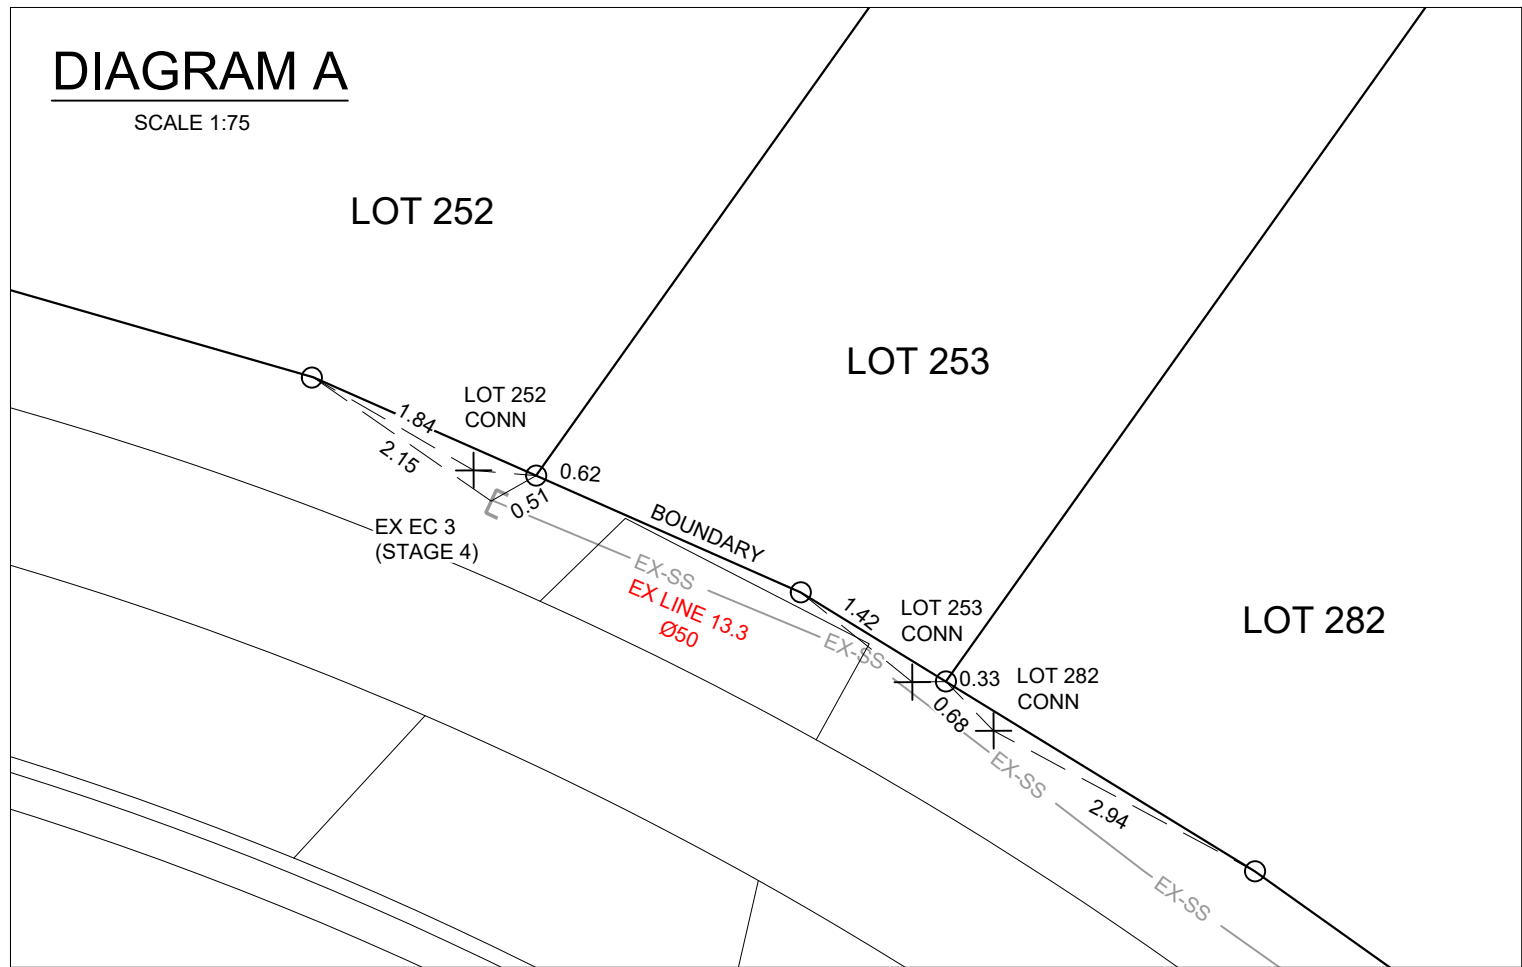 DIAGRAM A
SCALE 1:75
LOT 252
LOT 253
LOT 282
LOT 252
CONN
1.84
2.15
0.62
0.51
EX EC 3
(STAGE 4)
BOUNDARY
EX-SS
EX LINE 13.3
Ø50
EX-SS
1.42
LOT 253
CONN
0.33
LOT 282
CONN
0.68
EX-SS
2.94
EX-SS